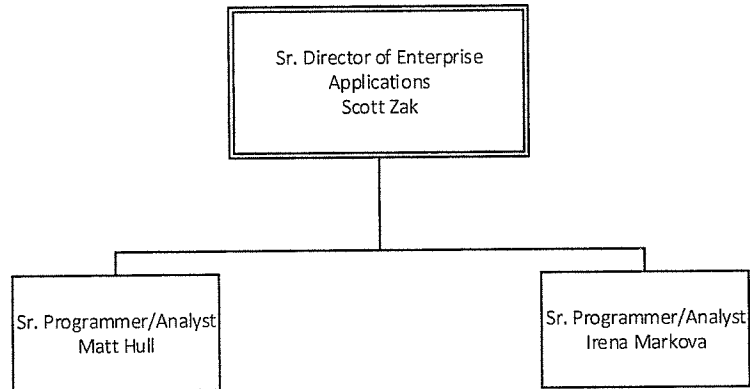 Sr. Director of Enterprise
Applications
Scott Zak
Sr. Programmer/Analyst
Matt Hull
Sr. Programmer/Analyst
Irena Markova